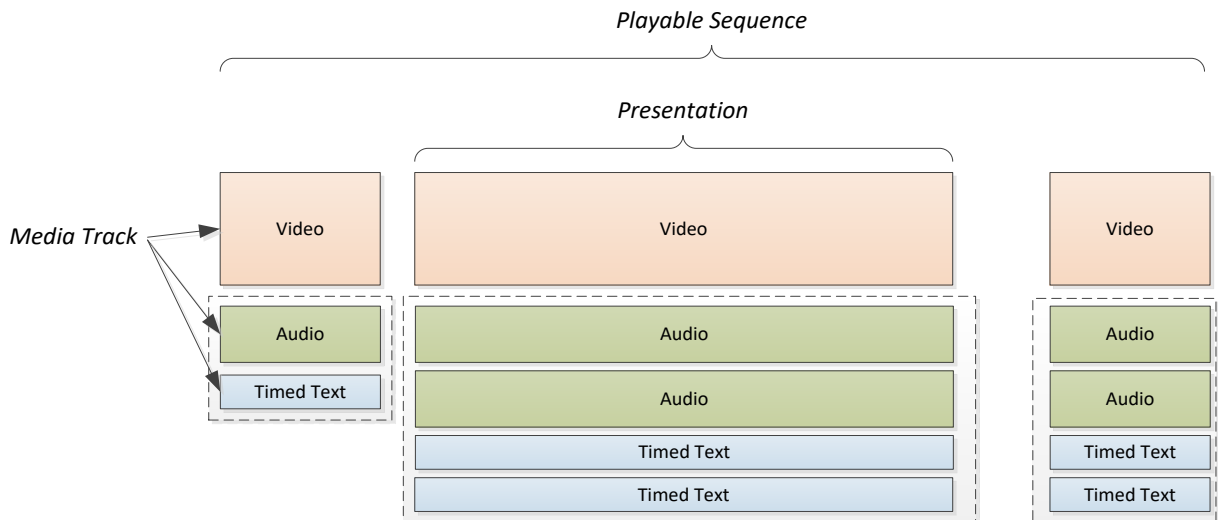 Playable Sequence
Presentation
Media Track
Video
Video
Video
Audio
Audio
Audio
Timed Text
Audio
Audio
Timed Text
Timed Text
Timed Text
Timed Text